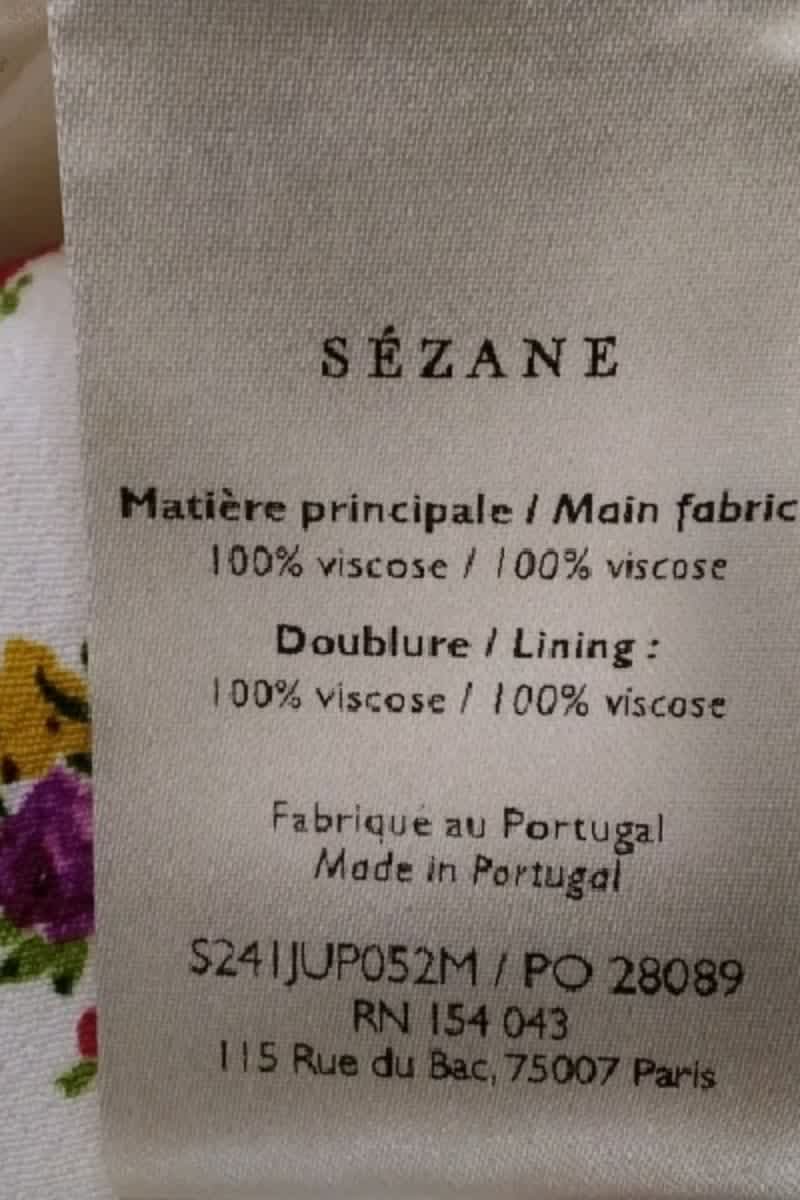 SÉZANE
Matière principale / Main fabric
100% viscose / 100% viscose
Doublure / Lining :
100% viscose / 100% viscose
Fabriqué au Portugal
Made in Portugal
S241JUP052M / PO 28089
RN 154 043
115 Rue du Bac, 75007 Paris